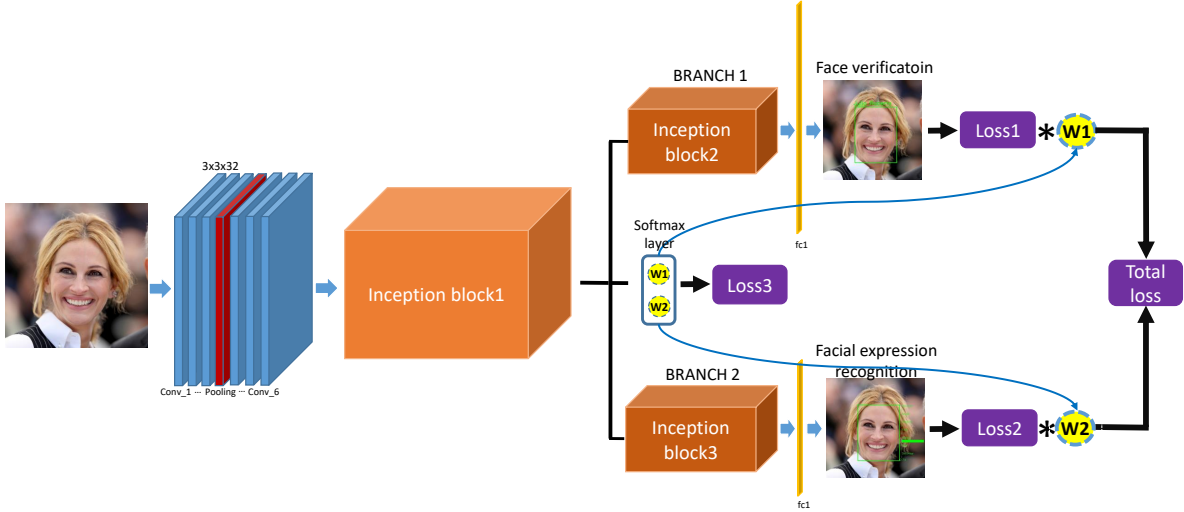 3x3x32
Conv_1 ... Pooling ... Conv_6
Inception block1
BRANCH 1
Inception
block2
fc1
Face verificatoin
Loss1
*
W1
Softmax
layer
W1
W2
Loss3
Total
loss
BRANCH 2
Inception
block3
fc1
Facial expression
recognition
Loss2
*
W2